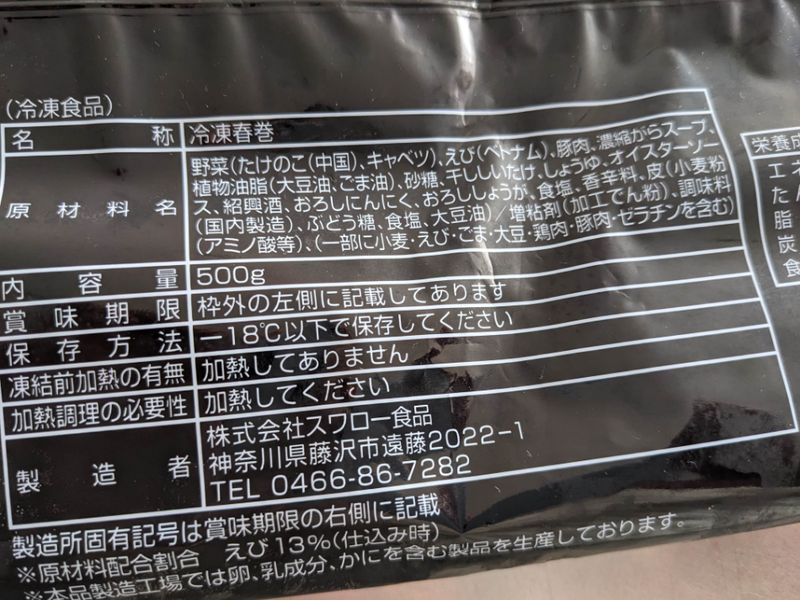 (冷凍食品)
名称 冷凍春巻
原材料名 野菜(たけのこ(中国)、キャベツ)、えび(ベトナム)、豚肉、濃縮がらスープ、
植物油脂(大豆油、ごま油)、砂糖、干ししいたけ、しょうゆ、オイスターソー
ス、紹興酒、おろしにんにく、おろししょうが、食塩、香辛料、皮(小麦粉
(国内製造)、ぶどう糖、食塩、大豆油)/増粘剤(加工でん粉)、調味料
(アミノ酸等)、(一部に小麦・えび・ごま・大豆・鶏肉・豚肉・ゼラチンを含む)
内容量 500g
賞味期限 枠外の左側に記載してあります
保存方法 −18℃以下で保存してください
凍結前加熱の有無 加熱してありません
加熱調理の必要性 加熱してください
製造者 株式会社スワロー食品
神奈川県藤沢市遠藤2022-1
TEL 0466-86-7282
製造所固有記号は賞味期限の右側に記載
※原材料配合割合 えび13%(仕込み時)
※本品製造工場では卵、乳成分、かにを含む製品を生産しております。
栄養成
エネ
たん
脂
炭
食